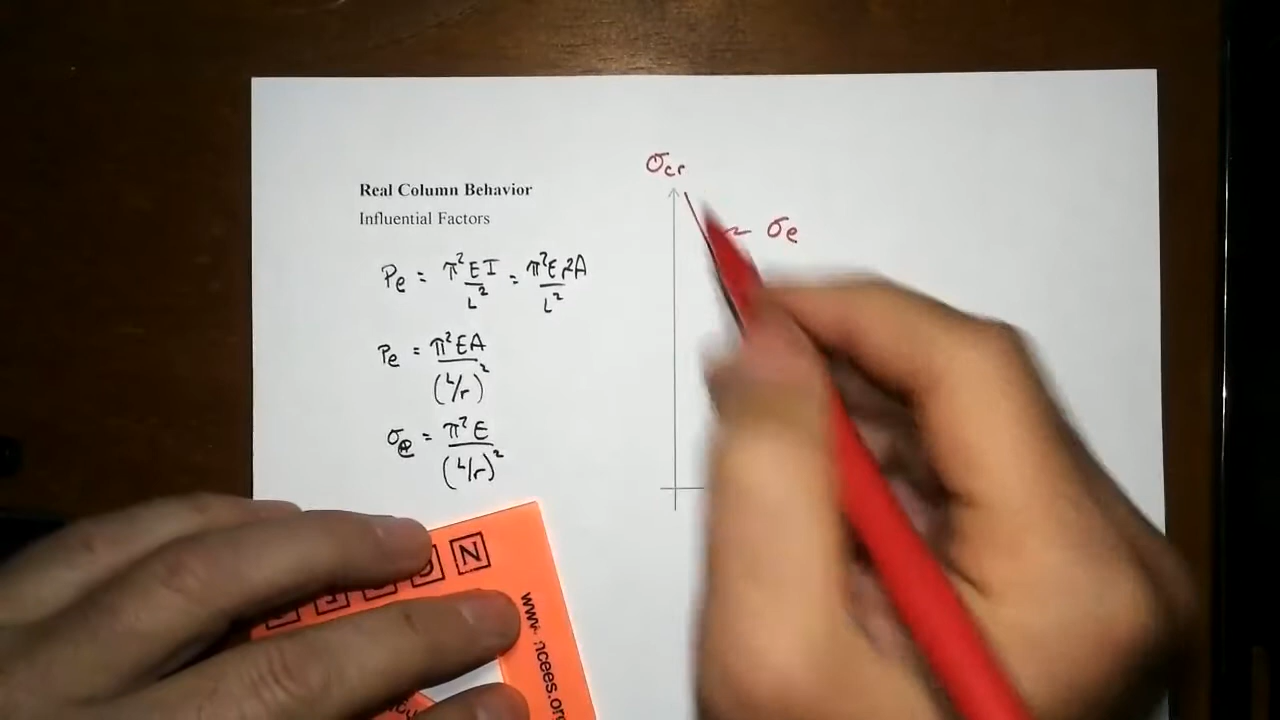 Real Column Behavior
Influential Factors
Pe = π²EI/L² = π²Er²A/L²
Pe = π²EA/(L/r)²
σe = π²E/(L/r)²
σcr
σe
N
www.ncees.org